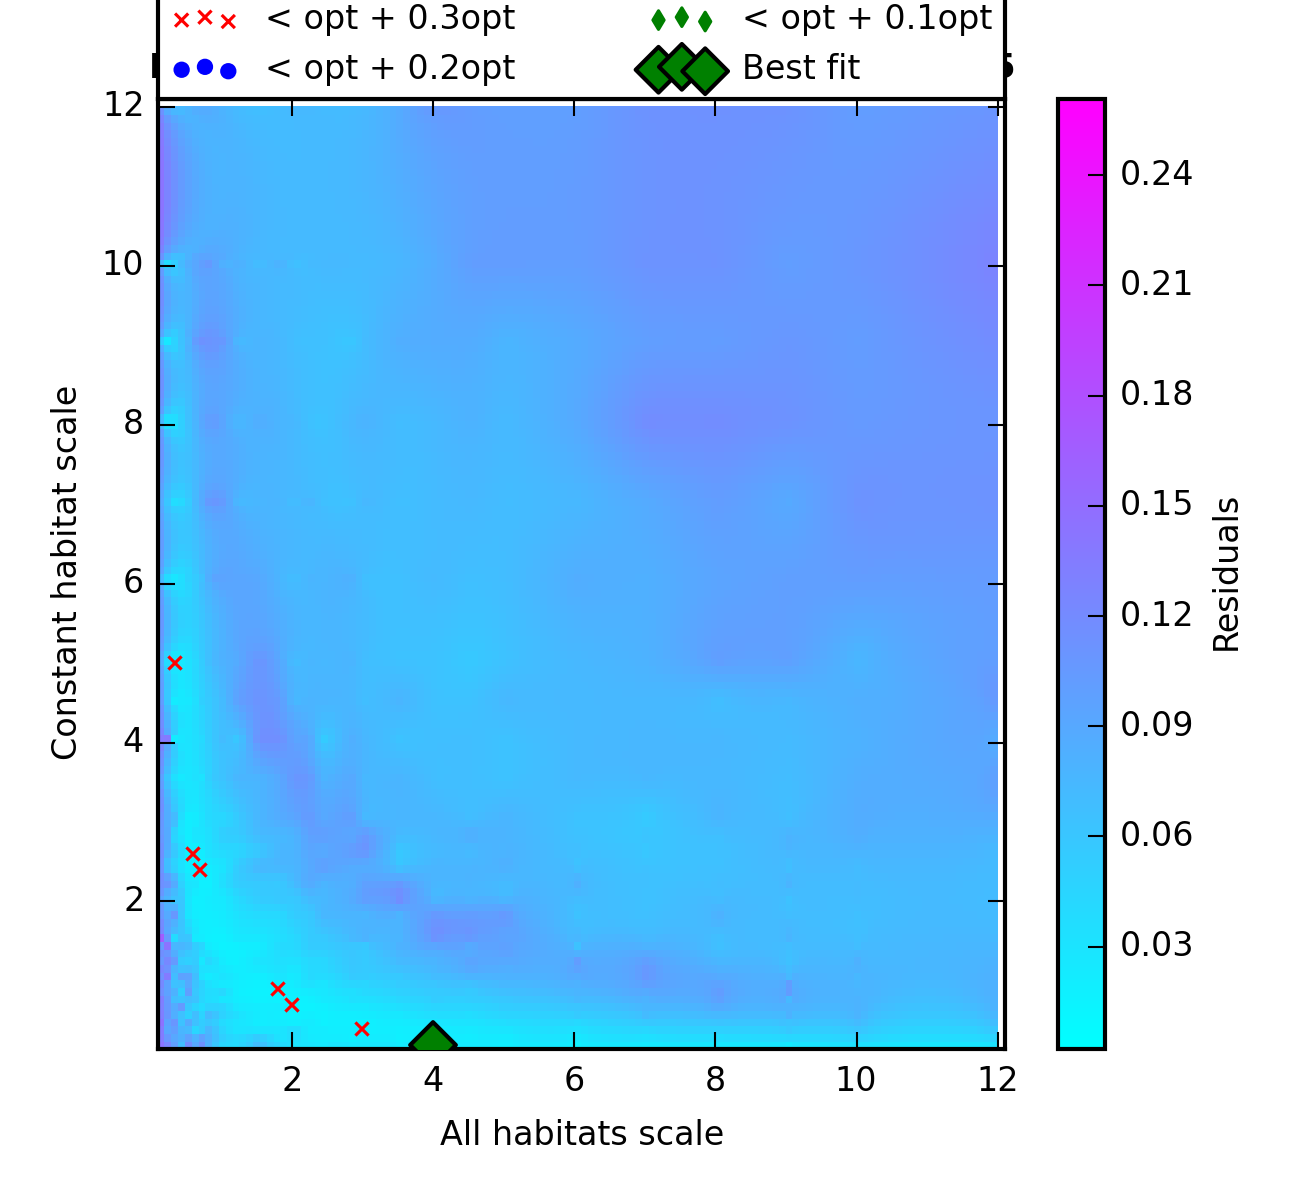 < opt + 0.3opt
< opt + 0.1opt
< opt + 0.2opt
Best fit
12
10
8
6
4
2
Constant habitat scale
2
4
6
8
10
12
All habitats scale
0.24
0.21
0.18
0.15
0.12
0.09
0.06
0.03
Residuals